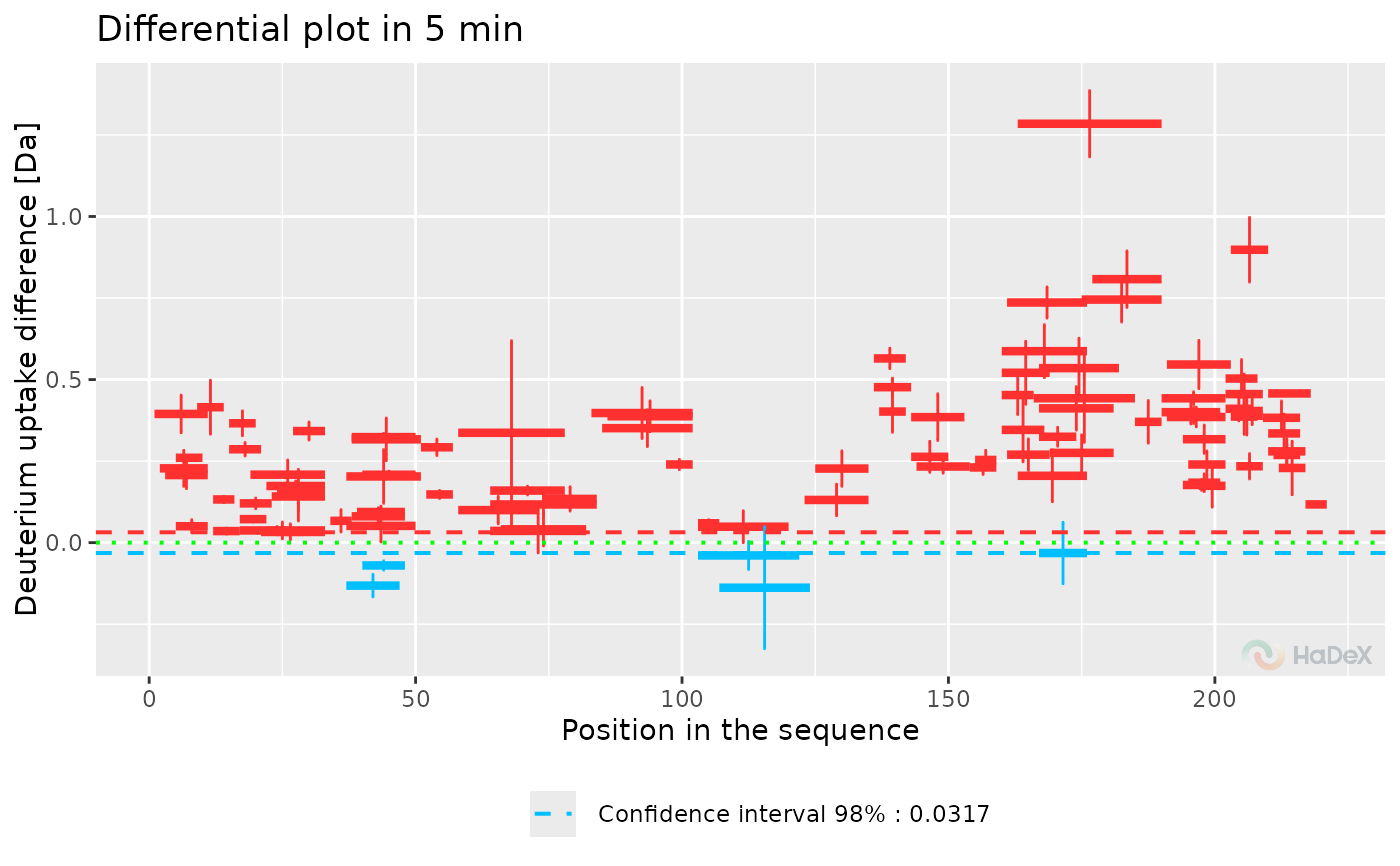 Differential plot in 5 min
Deuterium uptake difference [Da]
1.0
0.5
0.0
0
50
100
150
200
HaDeX
Position in the sequence
Confidence interval 98% : 0.0317